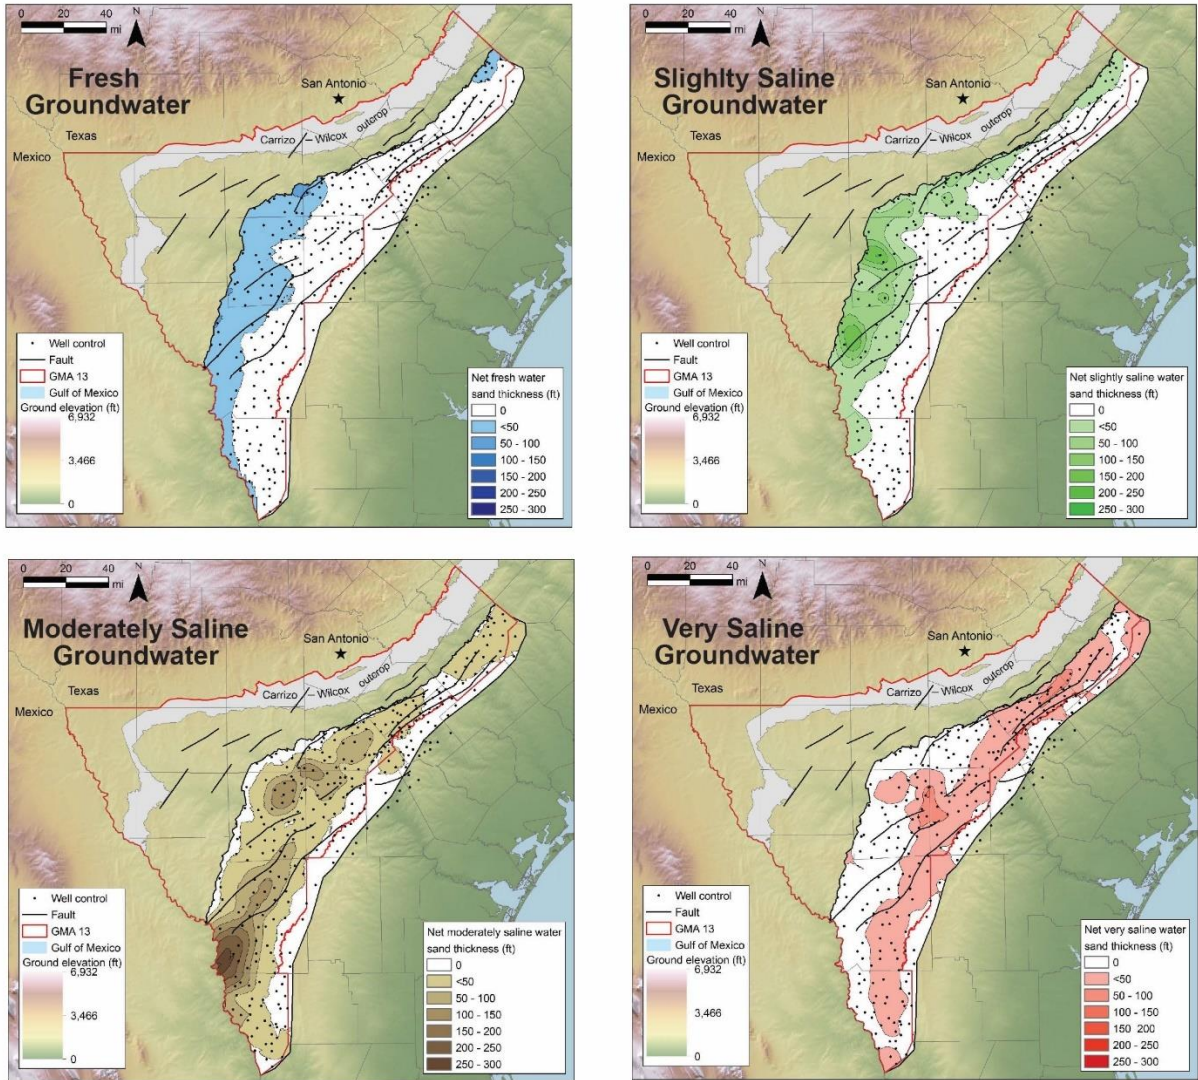 0 20 40
mi
N
Fresh
Groundwater
San Antonio
Texas
Mexico
Carrizo – Wilcox outcrop
Well control
Fault
GMA 13
Gulf of Mexico
Ground elevation (ft)
6,932
3,466
0
Net fresh water
sand thickness (ft)
0
<50
50 - 100
100 - 150
150 - 200
200 - 250
250 - 300
0 20 40
mi
N
Slighlty Saline
Groundwater
San Antonio
Texas
Mexico
Carrizo – Wilcox outcrop
Well control
Fault
GMA 13
Gulf of Mexico
Ground elevation (ft)
6,932
3,466
0
Net slightly saline water
sand thickness (ft)
0
<50
50 - 100
100 - 150
150 - 200
200 - 250
250 - 300
0 20 40
mi
N
Moderately Saline
Groundwater
San Antonio
Texas
Mexico
Carrizo – Wilcox outcrop
Well control
Fault
GMA 13
Gulf of Mexico
Ground elevation (ft)
6,932
3,466
0
Net moderately saline water
sand thickness (ft)
0
<50
50 - 100
100 - 150
150 - 200
200 - 250
250 - 300
0 20 40
mi
N
Very Saline
Groundwater
San Antonio
Texas
Mexico
Carrizo – Wilcox outcrop
Well control
Fault
GMA 13
Gulf of Mexico
Ground elevation (ft)
6,932
3,466
0
Net very saline water
sand thickness (ft)
0
<50
50 - 100
100 - 150
150 200
200 - 250
250 - 300